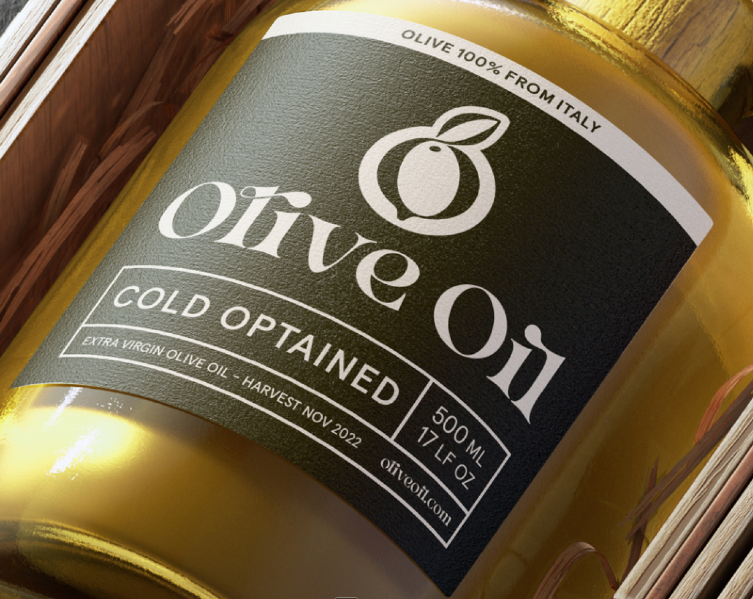 OLIVE 100% FROM ITALY
Olive Oil
COLD OPTAINED
EXTRA VIRGIN OLIVE OIL - HARVEST NOV 2022
500 ML
17 LF OZ
oliveoil.com